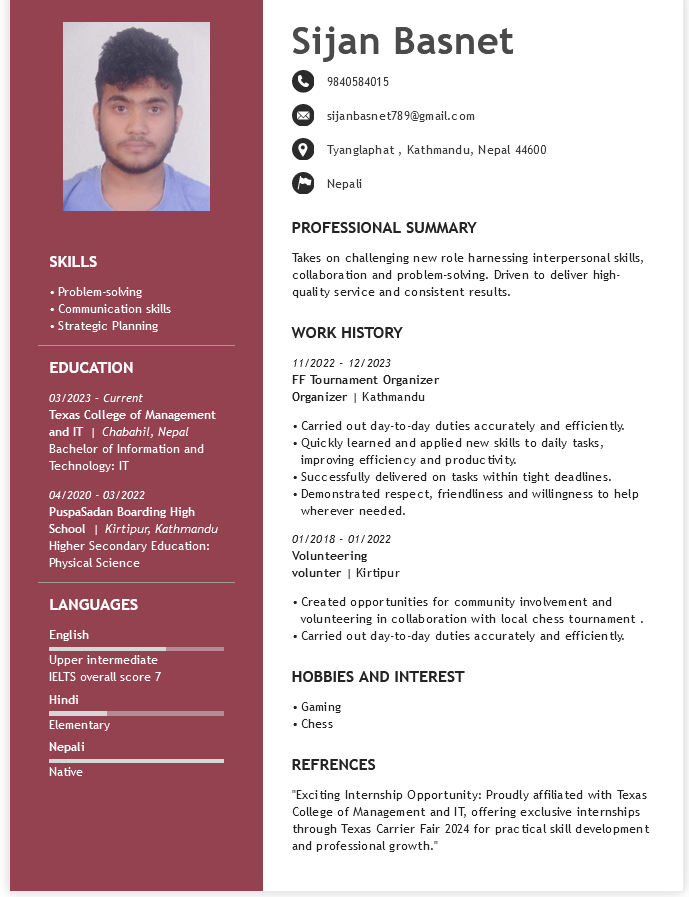 Sijan Basnet
9840584015
sijanbasnet789@gmail.com
Tyanglaphat , Kathmandu, Nepal 44600
Nepali
SKILLS
• Problem-solving
• Communication skills
• Strategic Planning
EDUCATION
03/2023 - Current
Texas College of Management
and IT | Chabahil, Nepal
Bachelor of Information and
Technology: IT
04/2020 - 03/2022
PuspaSadan Boarding High
School | Kirtipur, Kathmandu
Higher Secondary Education:
Physical Science
LANGUAGES
English
Upper intermediate
IELTS overall score 7
Hindi
Elementary
Nepali
Native
PROFESSIONAL SUMMARY
Takes on challenging new role harnessing interpersonal skills,
collaboration and problem-solving. Driven to deliver high-
quality service and consistent results.
WORK HISTORY
11/2022 - 12/2023
FF Tournament Organizer
Organizer | Kathmandu
• Carried out day-to-day duties accurately and efficiently.
• Quickly learned and applied new skills to daily tasks,
improving efficiency and productivity.
• Successfully delivered on tasks within tight deadlines.
• Demonstrated respect, friendliness and willingness to help
wherever needed.
01/2018 - 01/2022
Volunteering
volunter | Kirtipur
• Created opportunities for community involvement and
volunteering in collaboration with local chess tournament .
• Carried out day-to-day duties accurately and efficiently.
HOBBIES AND INTEREST
• Gaming
• Chess
REFRENCES
"Exciting Internship Opportunity: Proudly affiliated with Texas
College of Management and IT, offering exclusive internships
through Texas Carrier Fair 2024 for practical skill development
and professional growth."